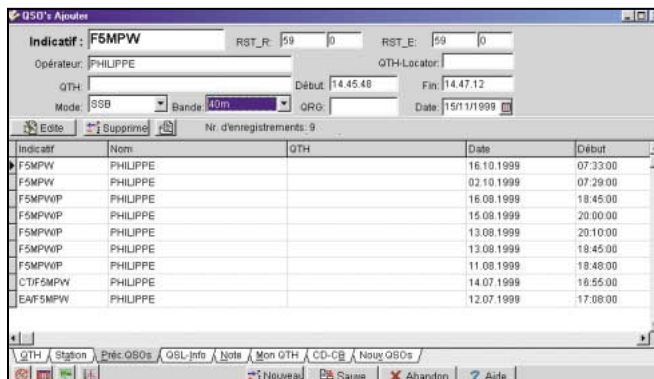 QSO's Ajouter
Indicatif : F5MPW RST_R: 59 0 RST_E: 59 0
Opérateur: PHILIPPE QTH-Locator:
QTH: Début: 14.45.48 Fin: 14.47.12
Mode: SSB Bande: 40m QRG: Date: 15/11/1999
Edite Supprime Nr. d'enregistrements: 9
Indicatif Nom QTH Date Début
F5MPW PHILIPPE 16.10.1999 07:33:00
F5MPW PHILIPPE 02.10.1999 07:29:00
F5MPW/P PHILIPPE 16.08.1999 18:45:00
F5MPW/P PHILIPPE 15.08.1999 20:00:00
F5MPW/P PHILIPPE 13.08.1999 20:10:00
F5MPW/P PHILIPPE 13.08.1999 18:45:00
F5MPW/P PHILIPPE 11.08.1999 18:48:00
CT/F5MPW PHILIPPE 14.07.1999 16:55:00
EA/F5MPW PHILIPPE 12.07.1999 17:08:00
QTH Station Préc.QSOs QSL-Info Note Mon QTH CD-CB Nouv QSOs
Nouveau Sauve Abandon ? Aide